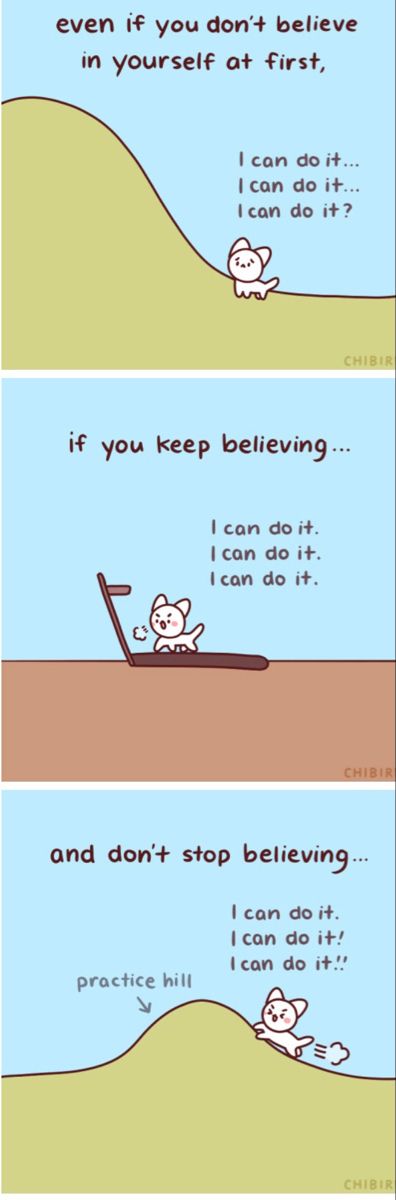 even if you don't believe
in yourself at first,
I can do it...
I can do it...
I can do it?
CHIBIR
if you keep believing...
I can do it.
I can do it.
I can do it.
CHIBIR
and don't stop believing...
I can do it.
I can do it!
I can do it!!
practice hill
CHIBIR